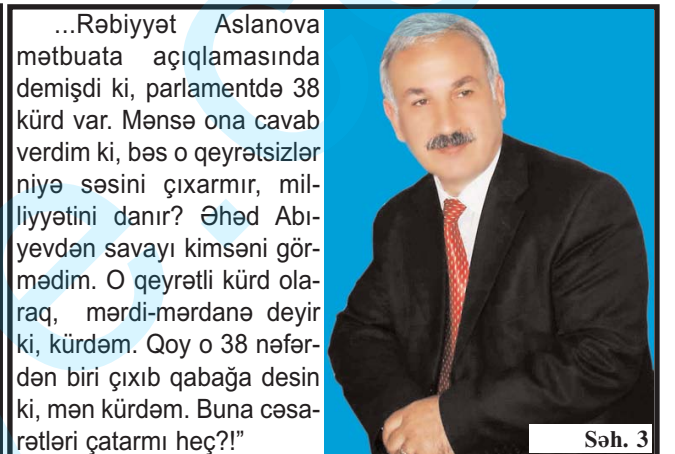 ...Rəbiyyət Aslanova
mətbuata açıqlamasında
demişdi ki, parlamentdə 38
kürd var. Mənsə ona cavab
verdim ki, bəs o qeyrətsizlər
niyə səsini çıxarmır, mil-
liyyətini danır? Əhəd Abı-
yevdən savayı kimsəni gör-
mədim. O qeyrətli kürd ola-
raq, mərdi-mərdanə deyir
ki, kürdəm. Qoy o 38 nəfər-
dən biri çıxıb qabağa desin
ki, mən kürdəm. Buna cəsa-
rətləri çatarmı heç?!”
Səh. 3